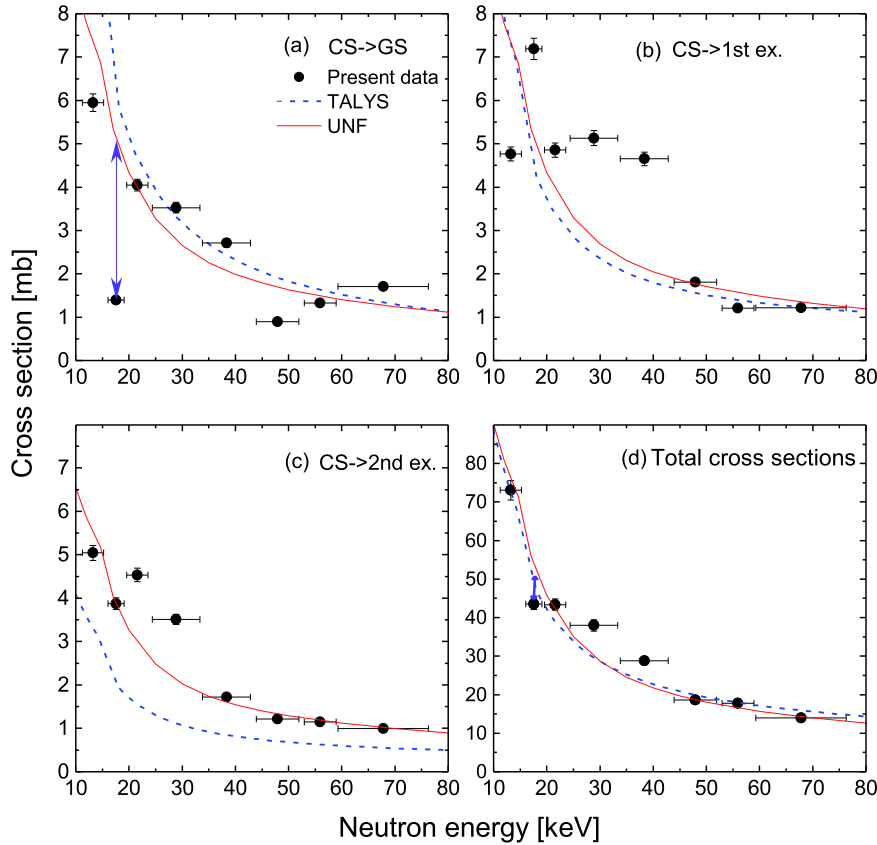 (a) CS->GS
Present data
TALYS
UNF
8
7
6
5
4
3
2
1
0
10 20 30 40 50 60 70 80
(b) CS->1st ex.
8
7
6
5
4
3
2
1
0
10 20 30 40 50 60 70 80
Cross section [mb]
(c) CS->2nd ex.
7
6
5
4
3
2
1
0
10 20 30 40 50 60 70 80
(d) Total cross sections
80
70
60
50
40
30
20
10
0
10 20 30 40 50 60 70 80
Neutron energy [keV]